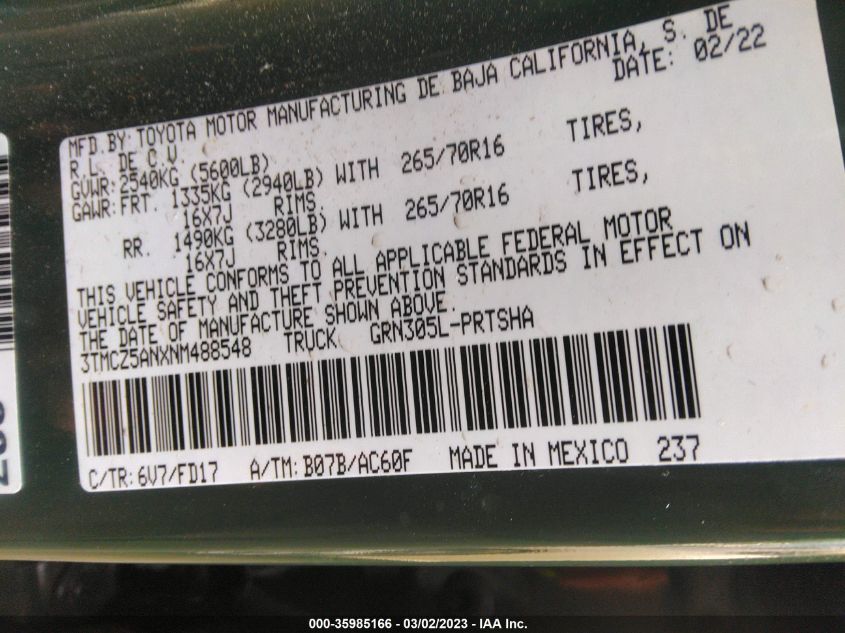 MFD.BY:TOYOTA MOTOR MANUFACTURING DE BAJA CALIFORNIA, S. DE
R.L. DE C.V. DATE: 02/22
GVWR:2540KG (5600LB)
GAWR:FRT. 1335KG (2940LB) WITH 265/70R16 TIRES,
16X7J RIMS.
RR. 1490KG (3280LB) WITH 265/70R16 TIRES,
16X7J RIMS.
THIS VEHICLE CONFORMS TO ALL APPLICABLE FEDERAL MOTOR
VEHICLE SAFETY AND THEFT PREVENTION STANDARDS IN EFFECT ON
THE DATE OF MANUFACTURE SHOWN ABOVE.
3TMCZ5ANXNM488548 TRUCK GRN305L-PRTSHA
C/TR:6V7/FD17 A/TM:B07B/AC60F MADE IN MEXICO 237
000-35985166 - 03/02/2023 - IAA Inc.